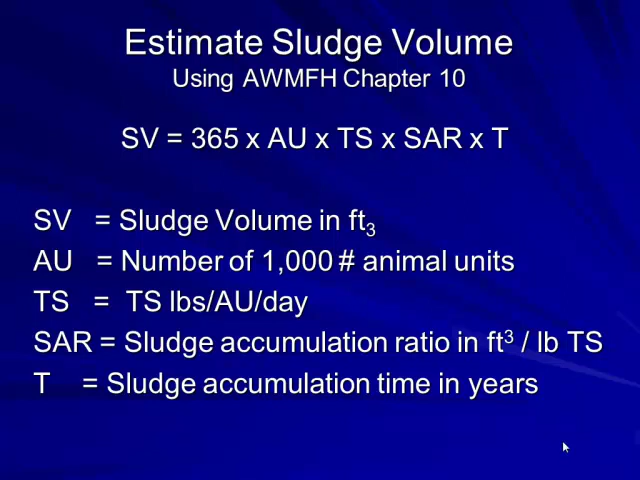 Estimate Sludge Volume
Using AWMFH Chapter 10
SV = 365 x AU x TS x SAR x T
SV = Sludge Volume in ft₃
AU = Number of 1,000 # animal units
TS = TS lbs/AU/day
SAR = Sludge accumulation ratio in ft³ / lb TS
T = Sludge accumulation time in years